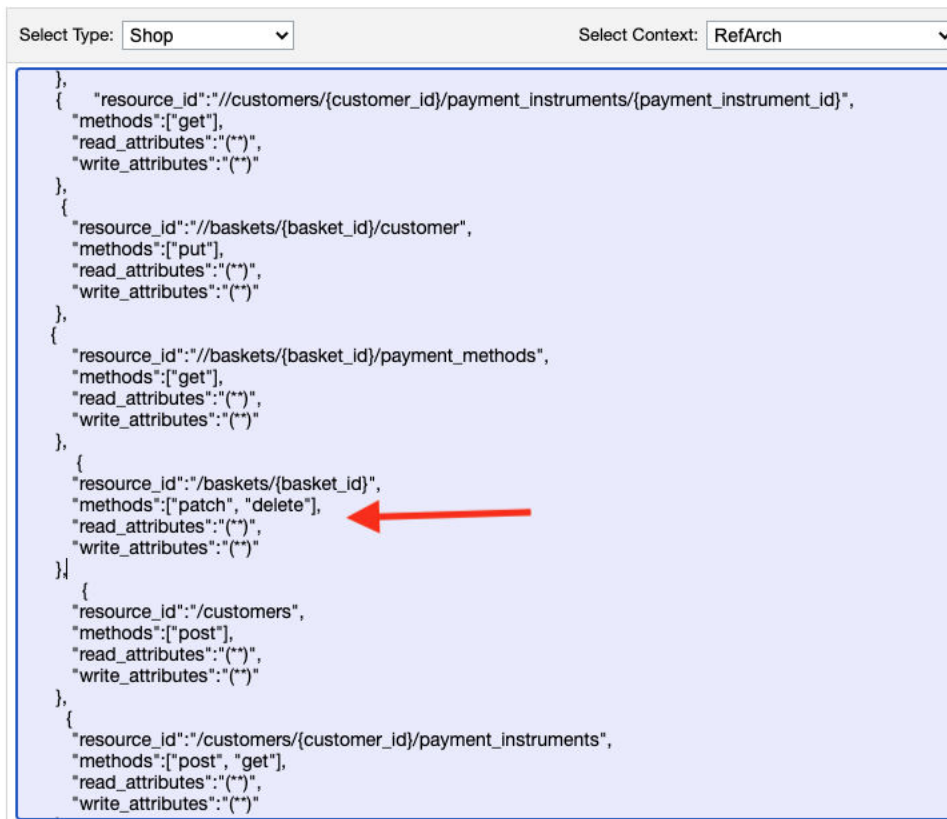 Select Type: Shop Select Context: RefArch
},
{ "resource_id":"//customers/{customer_id}/payment_instruments/{payment_instrument_id}",
"methods":["get"],
"read_attributes":"(**)",
"write_attributes":"(**)"
},
{
"resource_id":"//baskets/{basket_id}/customer",
"methods":["put"],
"read_attributes":"(**)",
"write_attributes":"(**)"
},
{
"resource_id":"//baskets/{basket_id}/payment_methods",
"methods":["get"],
"read_attributes":"(**)",
"write_attributes":"(**)"
},
{
"resource_id":"/baskets/{basket_id}",
"methods":["patch", "delete"],
"read_attributes":"(**)",
"write_attributes":"(**)"
},
{
"resource_id":"/customers",
"methods":["post"],
"read_attributes":"(**)",
"write_attributes":"(**)"
},
{
"resource_id":"/customers/{customer_id}/payment_instruments",
"methods":["post", "get"],
"read_attributes":"(**)",
"write_attributes":"(**)"